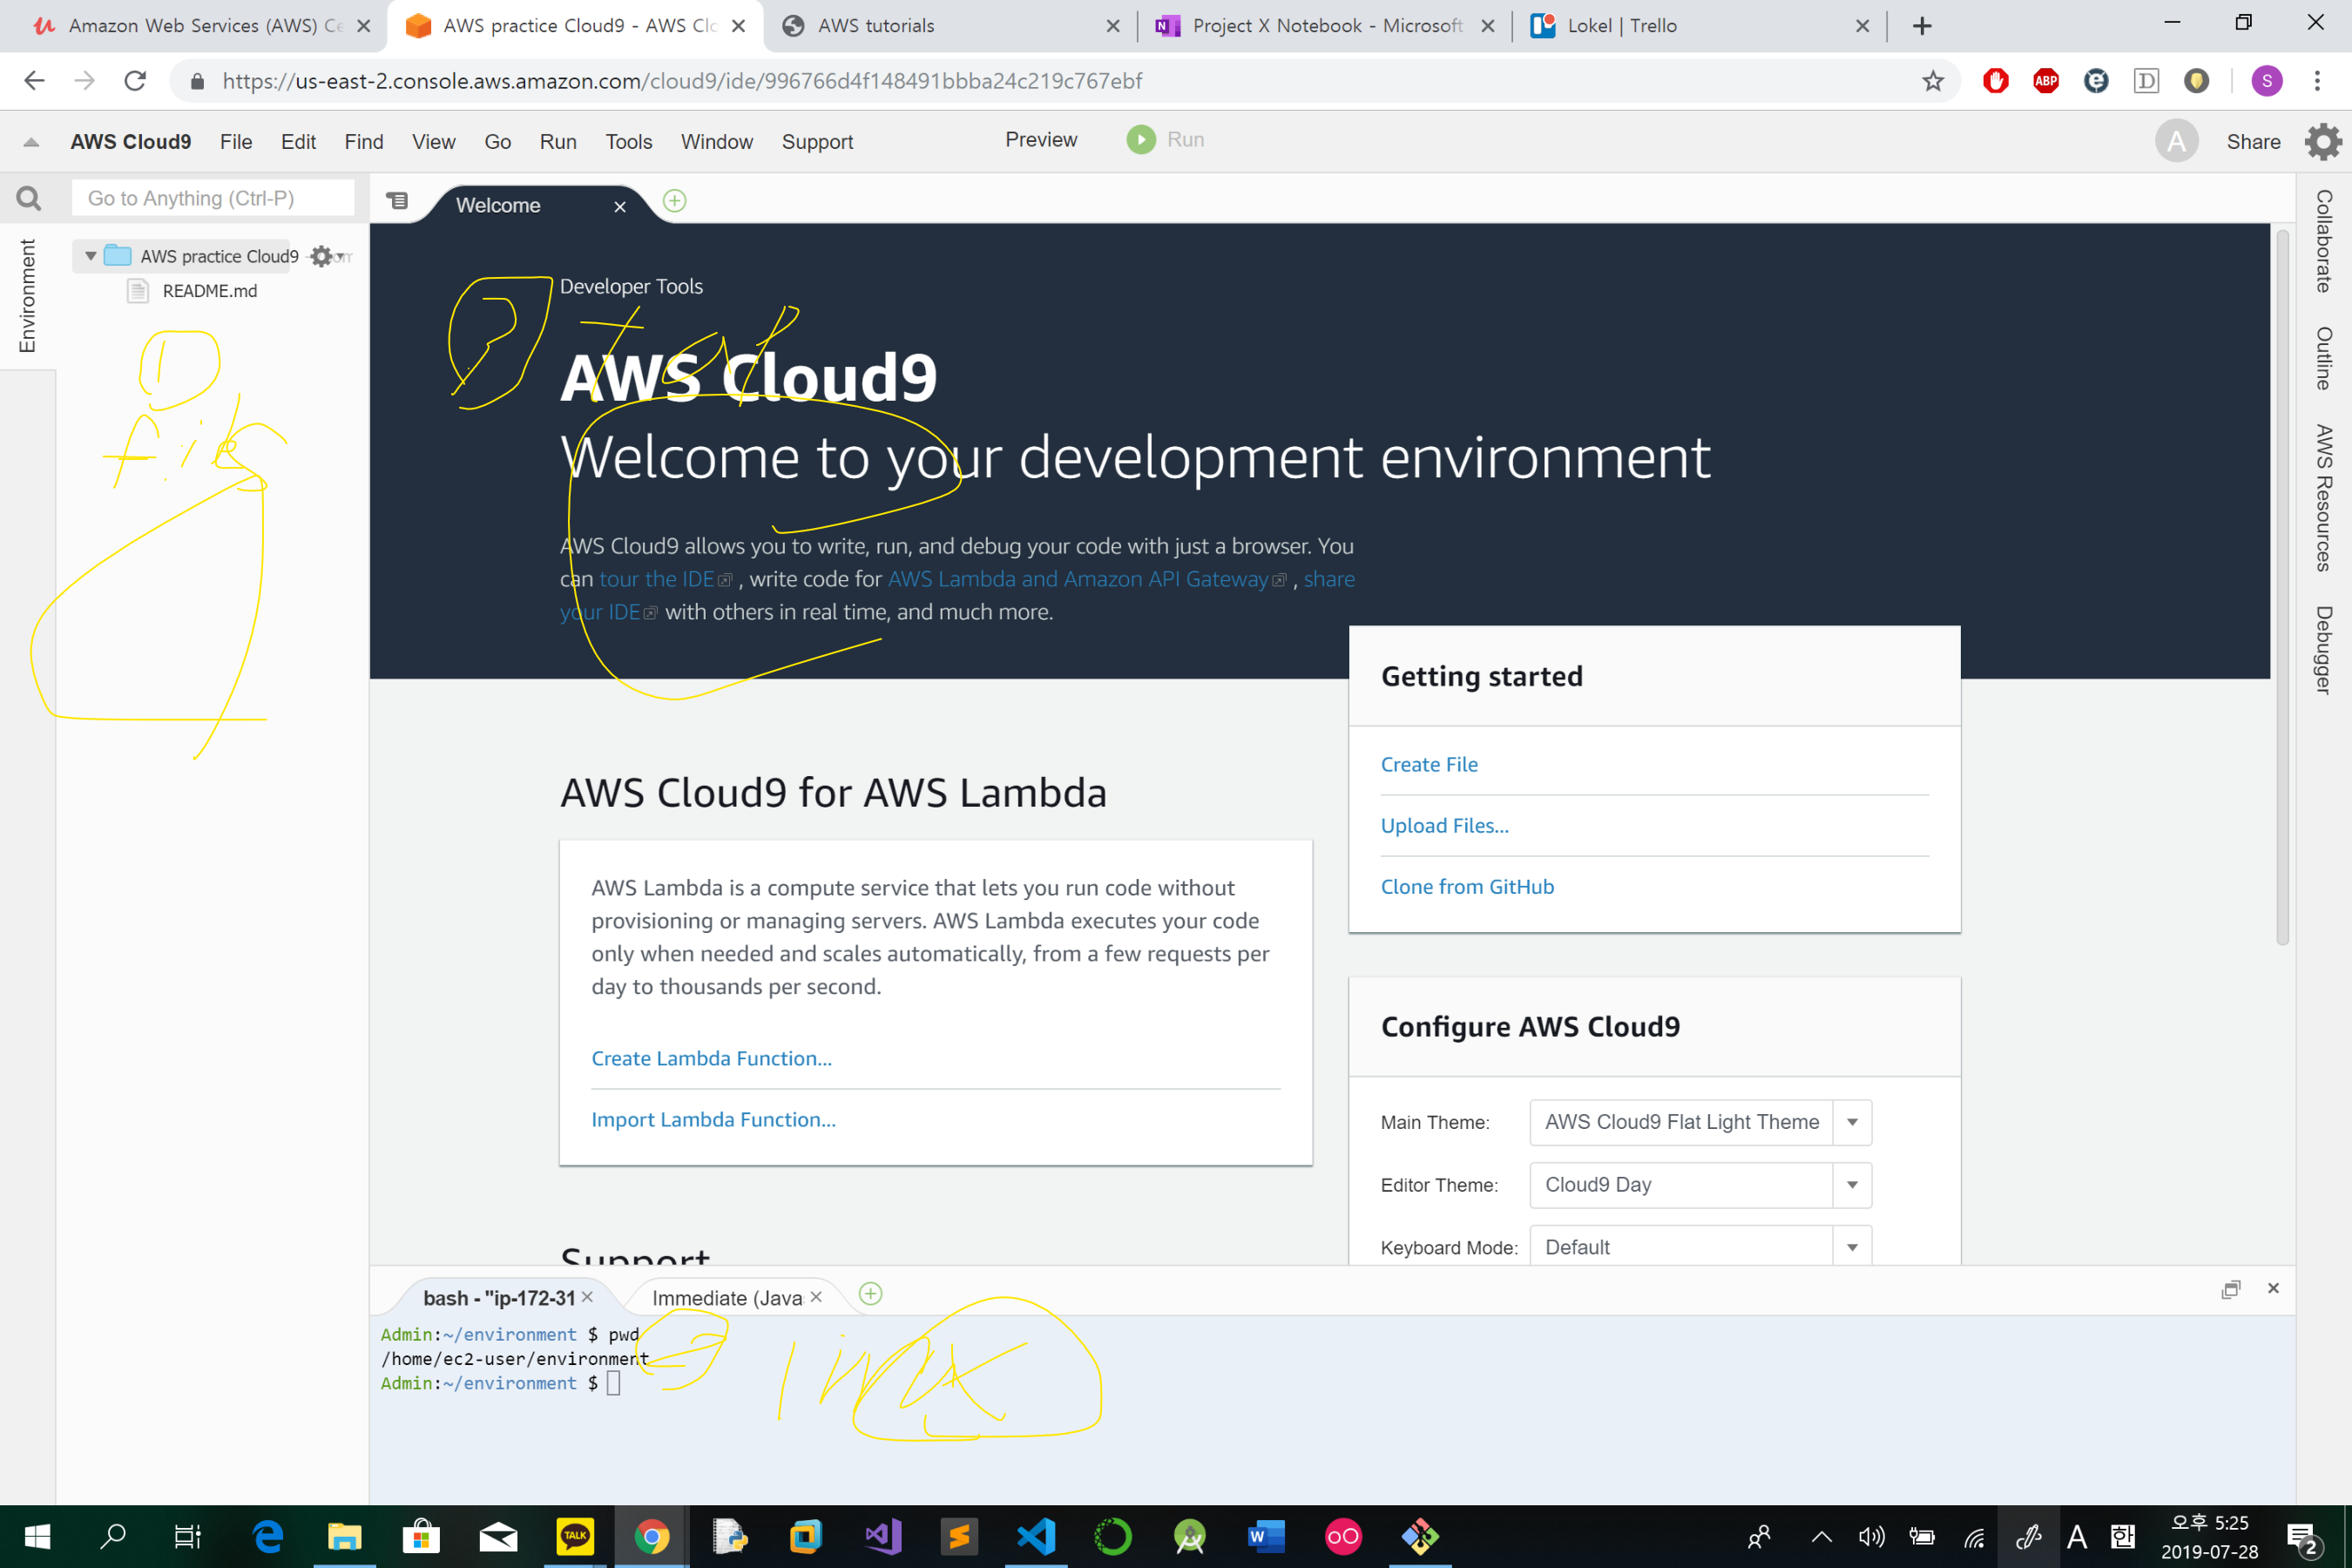 Amazon Web Services (AWS) Ce
AWS practice Cloud9 - AWS Clo
AWS tutorials
Project X Notebook - Microsoft
Lokel | Trello
https://us-east-2.console.aws.amazon.com/cloud9/ide/996766d4f148491bbba24c219c767ebf
ABP
S
AWS Cloud9 File Edit Find View Go Run Tools Window Support Preview Run
A
Share
Go to Anything (Ctrl-P)
Welcome
Environment
AWS practice Cloud9
README.md
1
file
Collaborate
Outline
AWS Resources
Debugger
Developer Tools
AWS Cloud9
Welcome to your development environment
AWS Cloud9 allows you to write, run, and debug your code with just a browser. You
can tour the IDE , write code for AWS Lambda and Amazon API Gateway , share
your IDE with others in real time, and much more.
Getting started
Create File
Upload Files...
Clone from GitHub
AWS Cloud9 for AWS Lambda
AWS Lambda is a compute service that lets you run code without
provisioning or managing servers. AWS Lambda executes your code
only when needed and scales automatically, from a few requests per
day to thousands per second.
Create Lambda Function...
Import Lambda Function...
Configure AWS Cloud9
Main Theme: AWS Cloud9 Flat Light Theme
Editor Theme: Cloud9 Day
Keyboard Mode: Default
Support
bash - "ip-172-31
Immediate (Java
Admin:~/environment $ pwd
/home/ec2-user/environment
Admin:~/environment $
linux
TALK
A
한
오후 5:25
2019-07-28
2